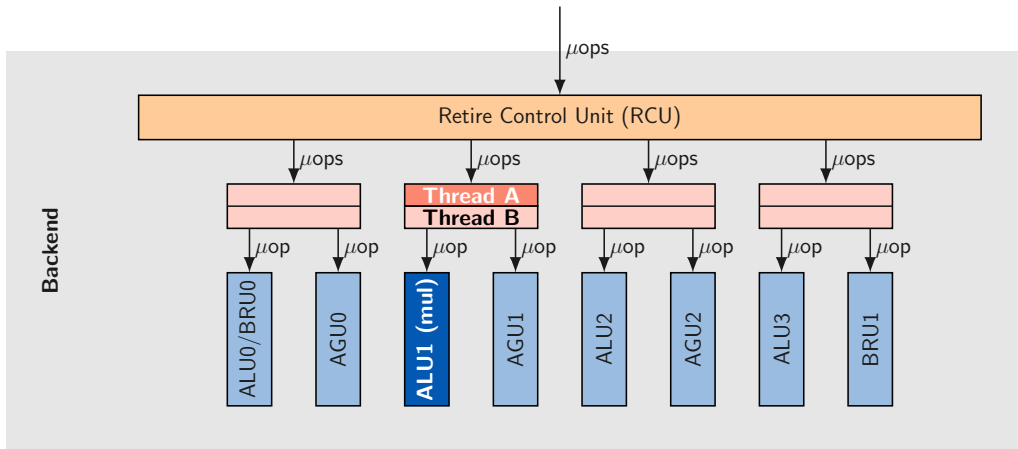 μops
Retire Control Unit (RCU)
μops
μops
μops
μops
Thread A
Thread B
μop
μop
μop
μop
μop
μop
μop
μop
Backend
ALU0/BRU0
AGU0
ALU1 (mul)
AGU1
ALU2
AGU2
ALU3
BRU1